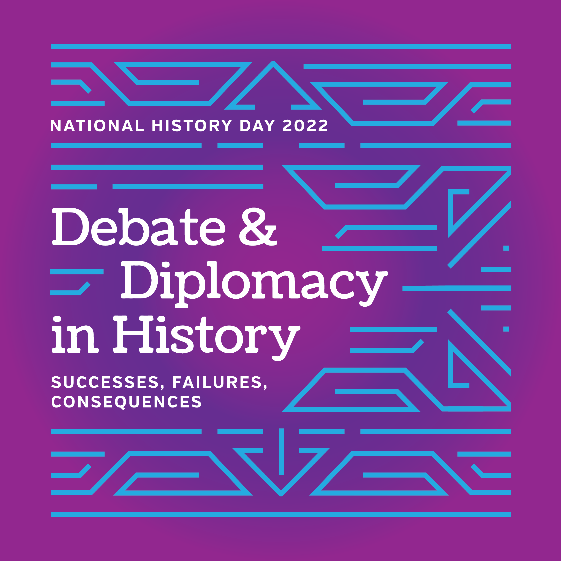 NATIONAL HISTORY DAY 2022
Debate &
Diplomacy
in History
SUCCESSES, FAILURES,
CONSEQUENCES